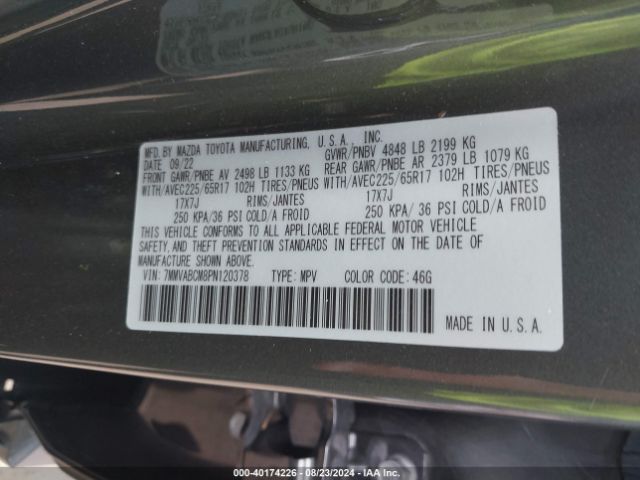 MFD. BY MAZDA TOYOTA MANUFACTURING, U.S.A., INC.
DATE 09/22 GVWR/PNBV 4848 LB 2199 KG
FRONT GAWR/PNBE AV 2498 LB 1133 KG REAR GAWR/PNBE AR 2379 LB 1079 KG
WITH/AVEC225/65R17 102H TIRES/PNEUS WITH/AVEC225/65R17 102H TIRES/PNEUS
17X7J RIMS/JANTES 17X7J RIMS/JANTES
250 KPA/36 PSI COLD/A FROID 250 KPA/36 PSI COLD/A FROID
THIS VEHICLE CONFORMS TO ALL APPLICABLE FEDERAL MOTOR VEHICLE
SAFETY,AND THEFT PREVENTION STANDARDS IN EFFECT ON THE DATE OF
MANUFACTURE SHOWN ABOVE.
VIN: 7MMVABCM8PN120378 TYPE: MPV COLOR CODE: 46G
MADE IN U.S.A.
000-40174226 - 08/23/2024 - IAA Inc.